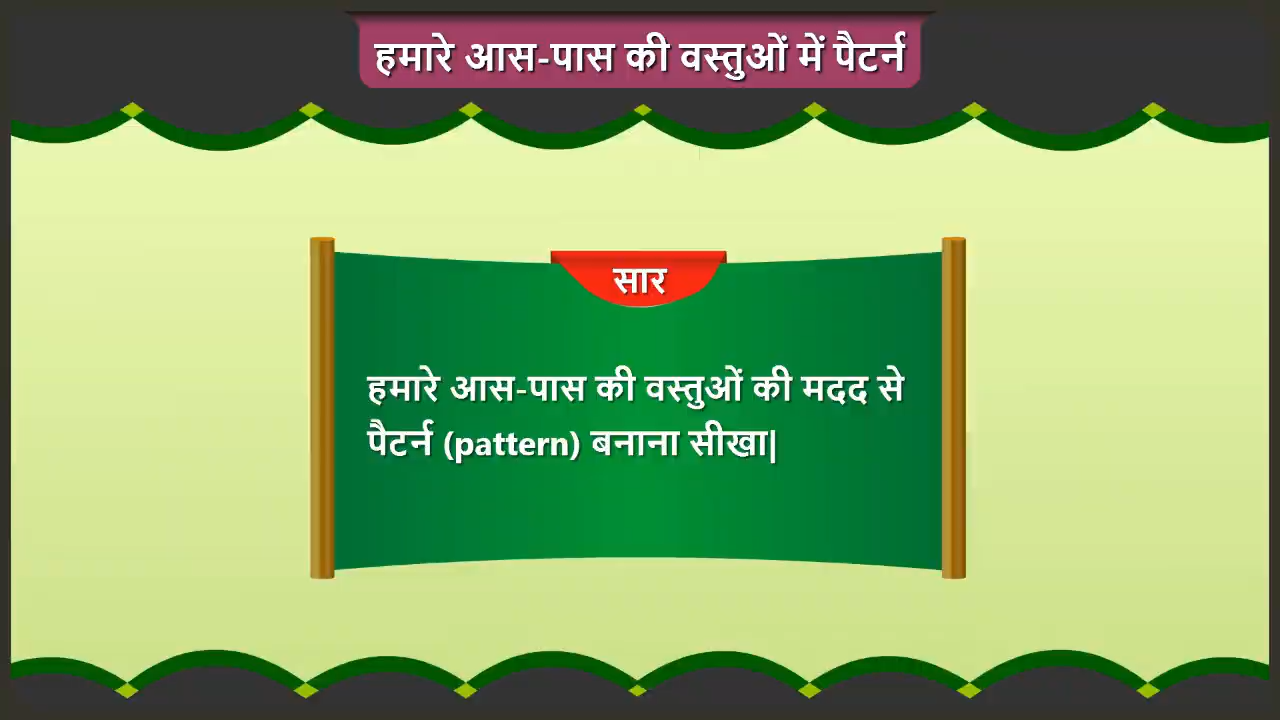 हमारे आस-पास की वस्तुओं में पैटर्न
सार
हमारे आस-पास की वस्तुओं की मदद से
पैटर्न (pattern) बनाना सीखा|